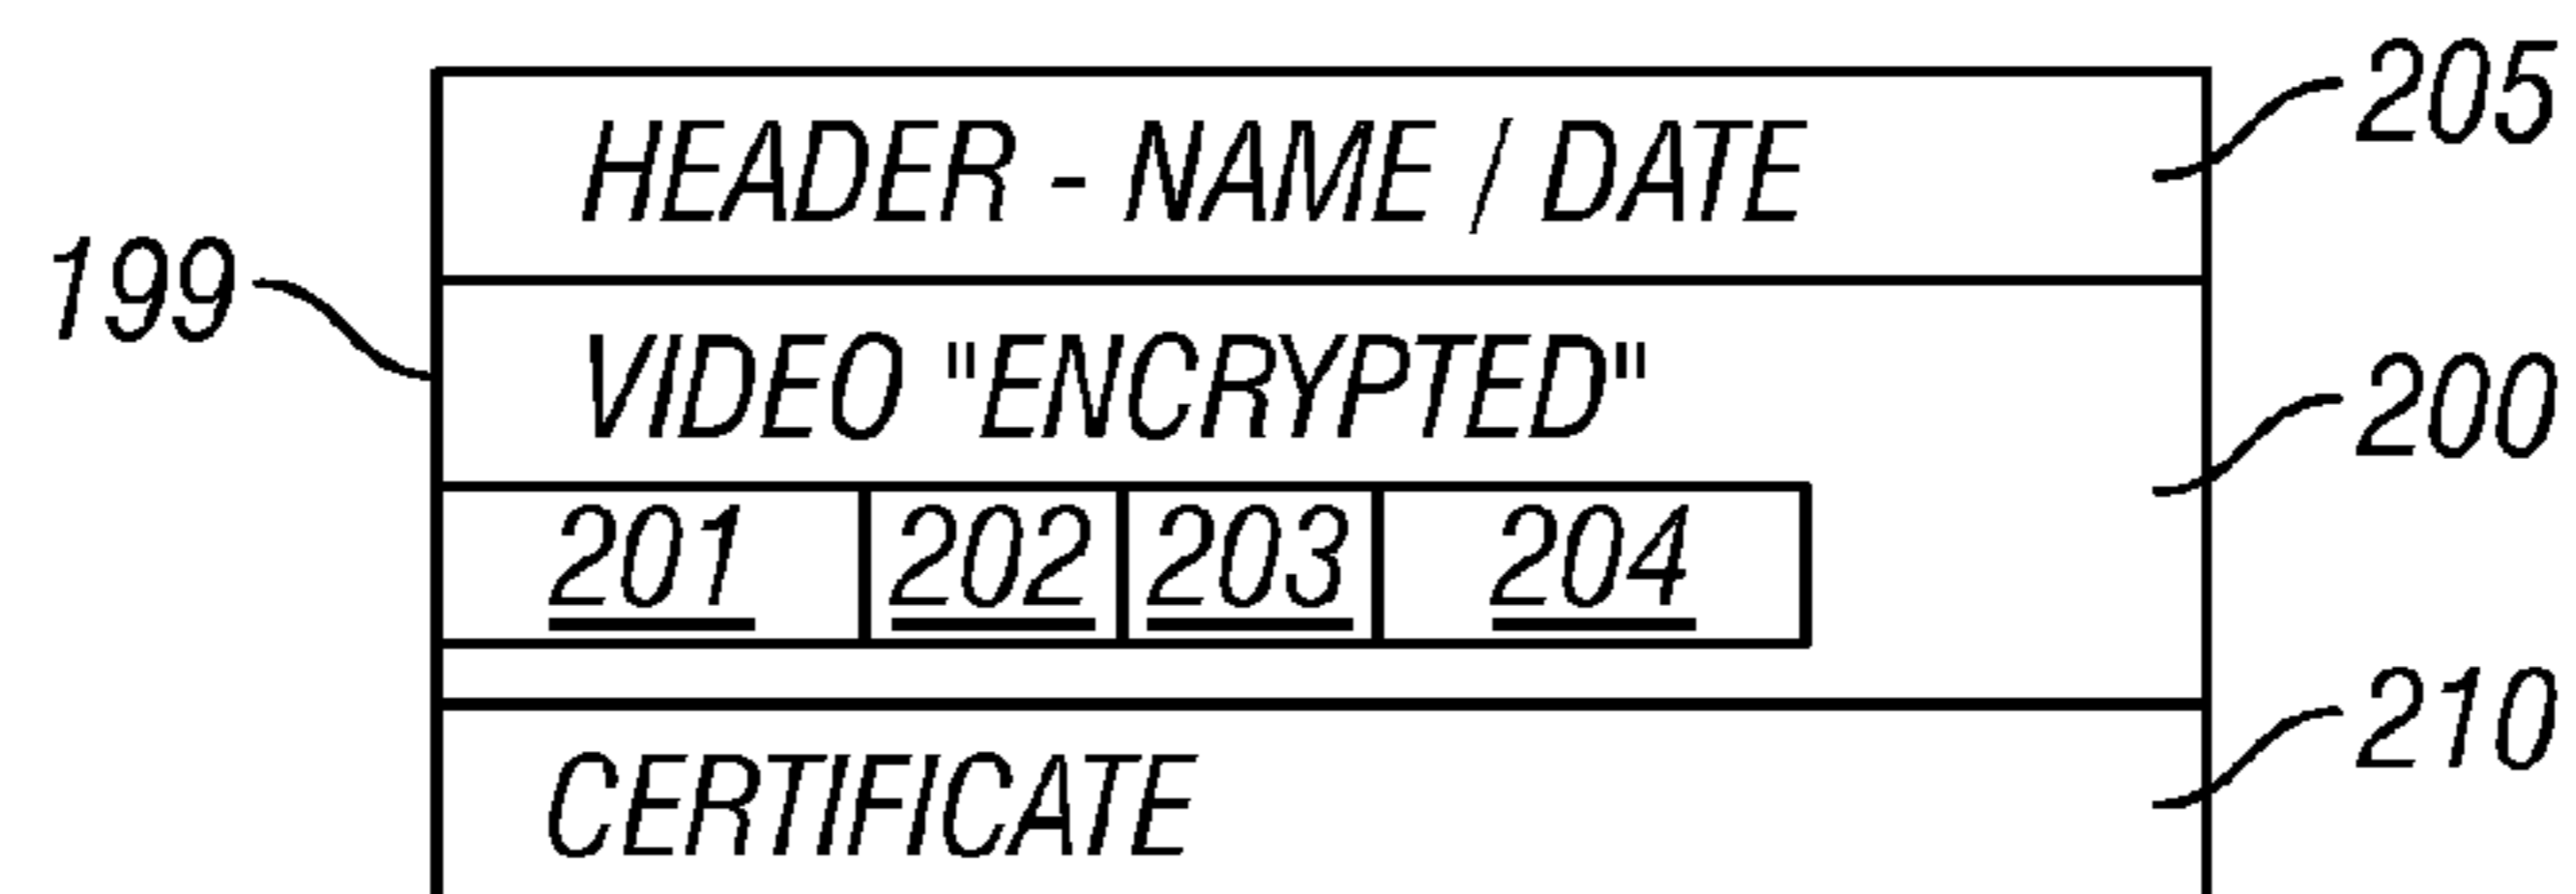 205
HEADER - NAME / DATE
199
VIDEO "ENCRYPTED"
200
201 202 203 204
210
CERTIFICATE